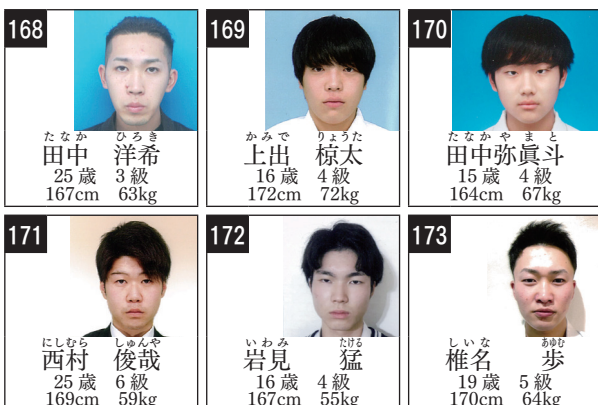 168
たなか ひろき
田中 洋希
25歳 3級
167cm 63kg
169
かみで りょうた
上出 椋太
16歳 4級
172cm 72kg
170
たなかやまと
田中弥眞斗
15歳 4級
164cm 67kg
171
にしむら しゅんや
西村 俊哉
25歳 6級
169cm 59kg
172
いわみ たける
岩見 猛
16歳 4級
167cm 55kg
173
しいな あゆむ
椎名 歩
19歳 5級
170cm 64kg